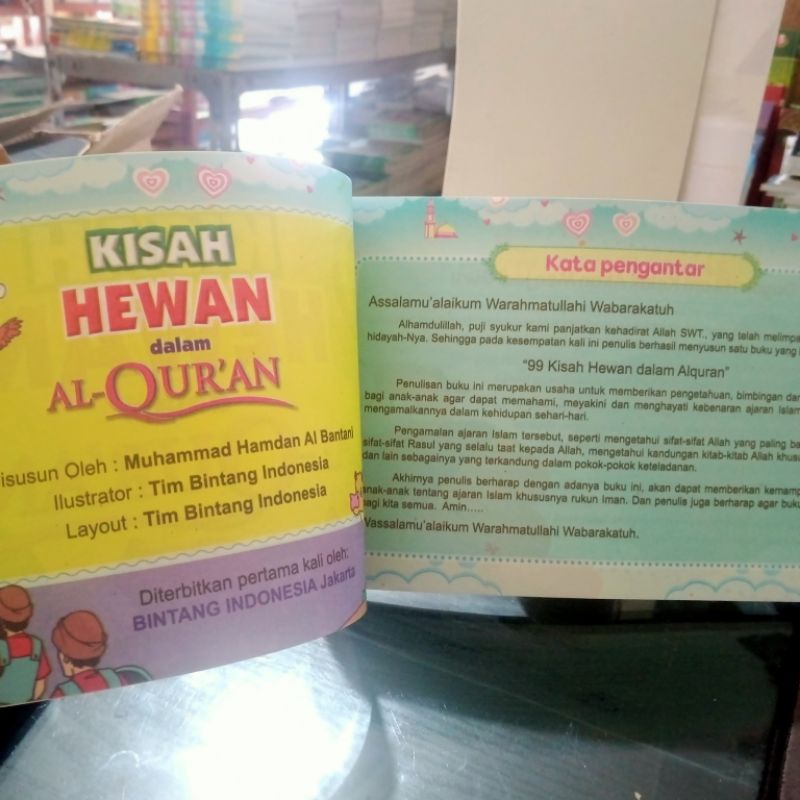 KISAH
HEWAN
dalam
AL-QUR'AN
Oleh : Muhammad Hamdan Al Bantani
Ilustrator : Tim Bintang Indonesia
Layout : Tim Bintang Indonesia
Diterbitkan pertama kali oleh:
BINTANG INDONESIA Jakarta
Kata pengantar
Assalamu'alaikum Warahmatullahi Wabarakatuh
Alhamdulillah, puji syukur kami panjatkan kehadirat Allah SWT., yang telah
hidayah-Nya. Sehingga pada kesempatan kali ini penulis berhasil menyusun satu buku yang
"99 Kisah Hewan dalam Alquran"
Penulisan buku ini merupakan usaha untuk memberikan pengetahuan, bimbingan dan
bagi anak-anak agar dapat memahami, meyakini dan menghayati kebenaran ajaran Islam
mengamalkannya dalam kehidupan sehari-hari.
Pengamalan ajaran Islam tersebut, seperti mengetahui sifat-sifat Allah yang paling
sifat-sifat Rasul yang selalu taat kepada Allah, mengetahui kandungan kitab-kitab Allah
dan lain sebagainya yang terkandung dalam pokok-pokok keteladanan.
Akhirnya penulis berharap dengan adanya buku ini, akan dapat memberikan
anak-anak tentang ajaran Islam khususnya rukun Iman. Dan penulis juga berharap agar
bagi kita semua. Amin.....
Wassalamu'alaikum Warahmatullahi Wabarakatuh.